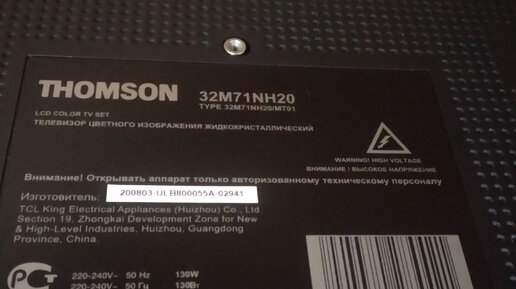 THOMSON
32M71NH20
TYPE 32M71NH20/MT01
LCD COLOR TV SET
ТЕЛЕВИЗОР ЦВЕТНОГО ИЗОБРАЖЕНИЯ ЖИДКОКРИСТАЛЛИЧЕСКИЙ
WARNING! HIGH VOLTAGE
ВНИМАНИЕ! ВЫСОКОЕ НАПРЯЖЕНИЕ
Внимание! Открывать аппарат только авторизованному техническому персоналу
Изготовитель:
200803-ULB800055A-02941
TCL King Electrical Appliances (Huizhou) Co., Ltd.
Section 19, Zhongkai Development Zone for New
& High-Level Industries, Huizhou, Guangdong
Province, China.
РСТ
220-240V~ 50 Hz 130W
220-240V~ 50 Гц 130Вт